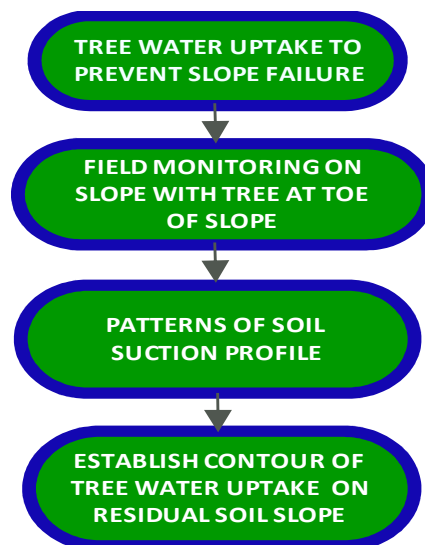 TREE WATER UPTAKE TO
PREVENT SLOPE FAILURE
FIELD MONITORING ON
SLOPE WITH TREE AT TOE
OF SLOPE
PATTERNS OF SOIL
SUCTION PROFILE
ESTABLISH CONTOUR OF
TREE WATER UPTAKE ON
RESIDUAL SOIL SLOPE